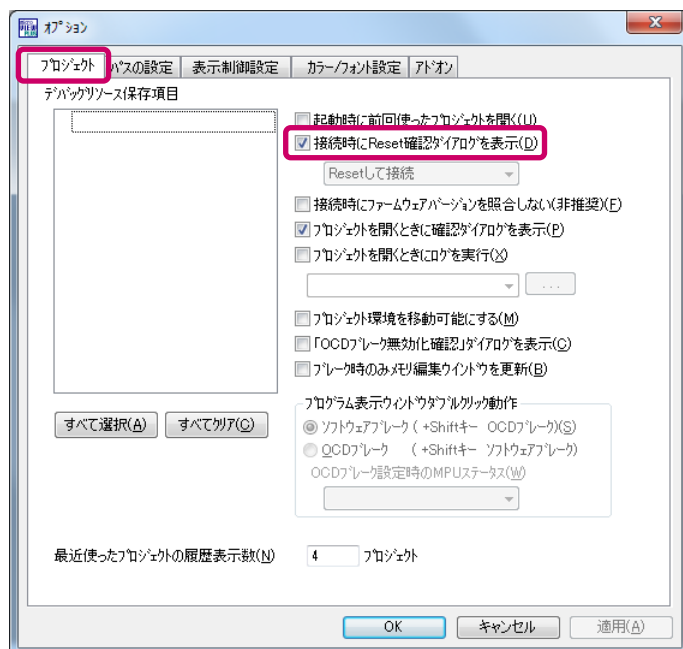 オプション
プロジェクト パスの設定 表示制御設定 カラー/フォント設定 アドオン
デバックリソース保存項目
起動時に前回使ったプロジェクトを開く(U)
接続時にReset確認ダイアログを表示(D)
Resetして接続
接続時にファームウェアバージョンを照合しない(非推奨)(F)
プロジェクトを開くときに確認ダイアログを表示(P)
プロジェクトを開くときにログを実行(X)
...
プロジェクト環境を移動可能にする(M)
「OCDブレーク無効化確認」ダイアログを表示(C)
ブレーク時のみメモリ編集ウインドウを更新(B)
すべて選択(A) すべてクリア(C)
プログラム表示ウィンドウダブルクリック動作
ソフトウェアブレーク ( +Shiftキー OCDブレーク)(S)
OCDブレーク ( +Shiftキー ソフトウェアブレーク)
OCDブレーク設定時のMPUステータス(W)
最近使ったプロジェクトの履歴表示数(N) 4 プロジェクト
OK キャンセル 適用(A)